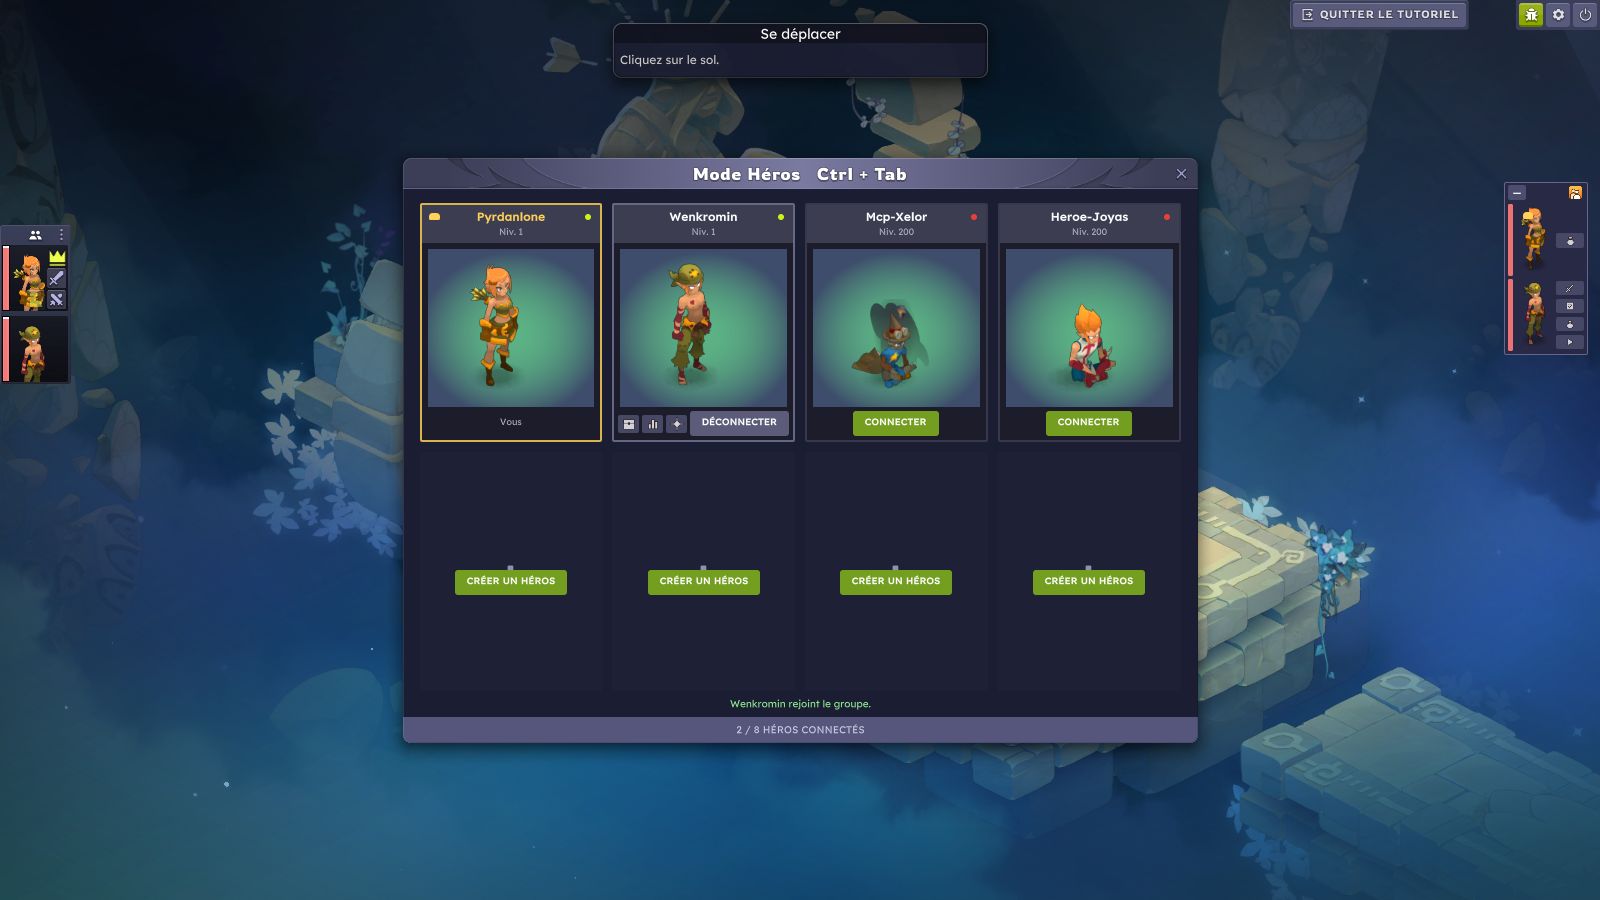 QUITTER LE TUTORIEL
Se déplacer
Cliquez sur le sol.
Mode Héros Ctrl + Tab
Pyrdanlone
Niv. 1
Wenkromin
Niv. 1
Mcp-Xelor
Niv. 200
Heroe-Joyas
Niv. 200
Vous
DÉCONNECTER
CONNECTER
CONNECTER
CRÉER UN HÉROS
CRÉER UN HÉROS
CRÉER UN HÉROS
CRÉER UN HÉROS
Wenkromin rejoint le groupe.
2 / 8 HÉROS CONNECTÉS